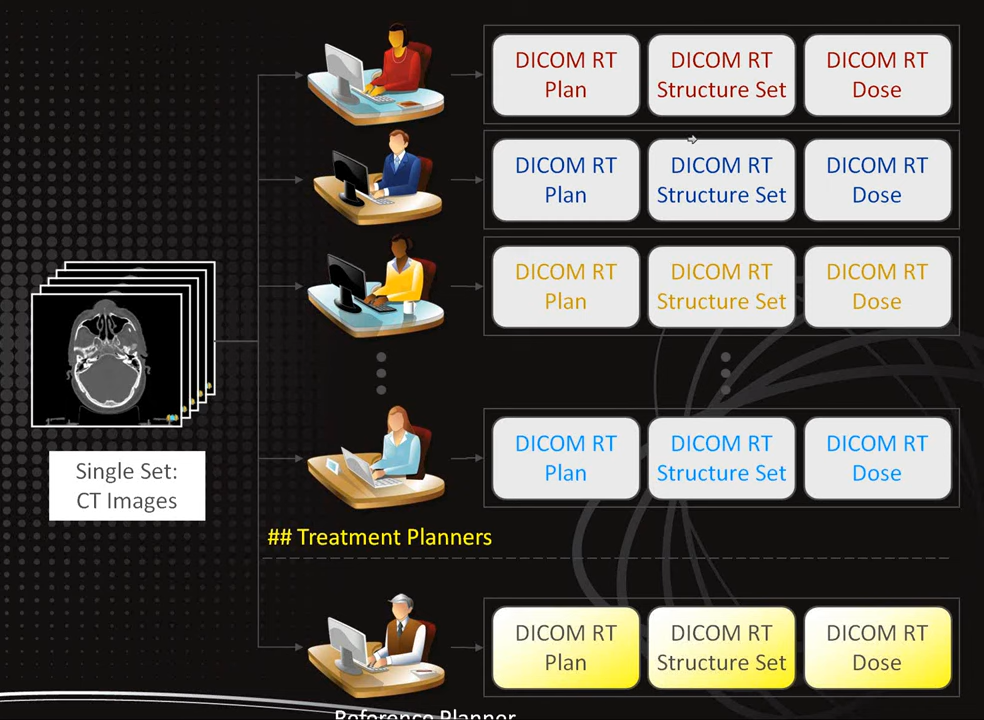 DICOM RT
Plan
DICOM RT
Structure Set
DICOM RT
Dose
DICOM RT
Plan
DICOM RT
Structure Set
DICOM RT
Dose
DICOM RT
Plan
DICOM RT
Structure Set
DICOM RT
Dose
DICOM RT
Plan
DICOM RT
Structure Set
DICOM RT
Dose
Single Set:
CT Images
## Treatment Planners
DICOM RT
Plan
DICOM RT
Structure Set
DICOM RT
Dose
Reference Planner